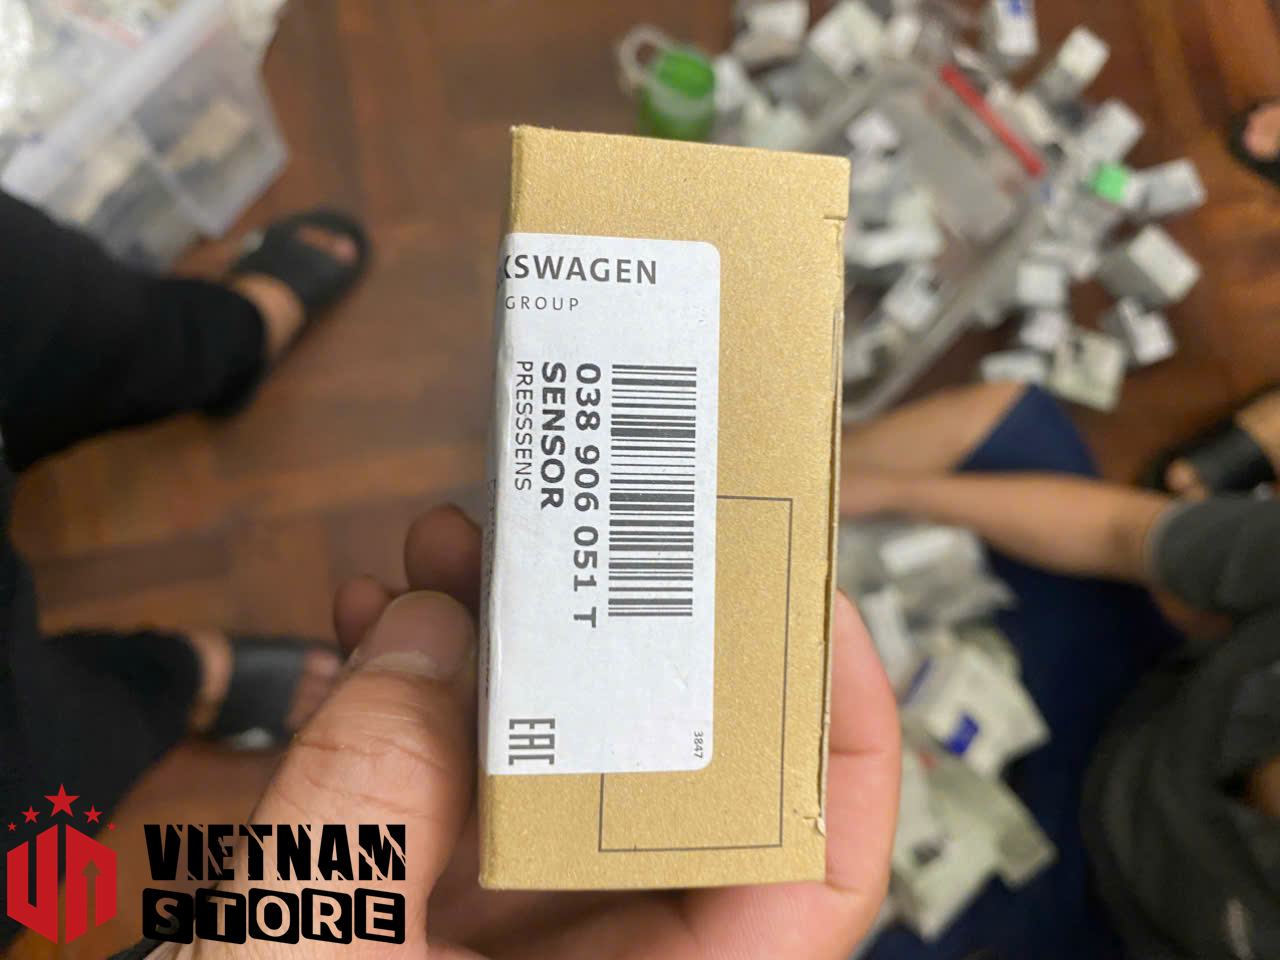 KSWAGEN
GROUP
038 906 051 T
SENSOR
PRESSSENS
EAC
3847
VIETNAM
STORE